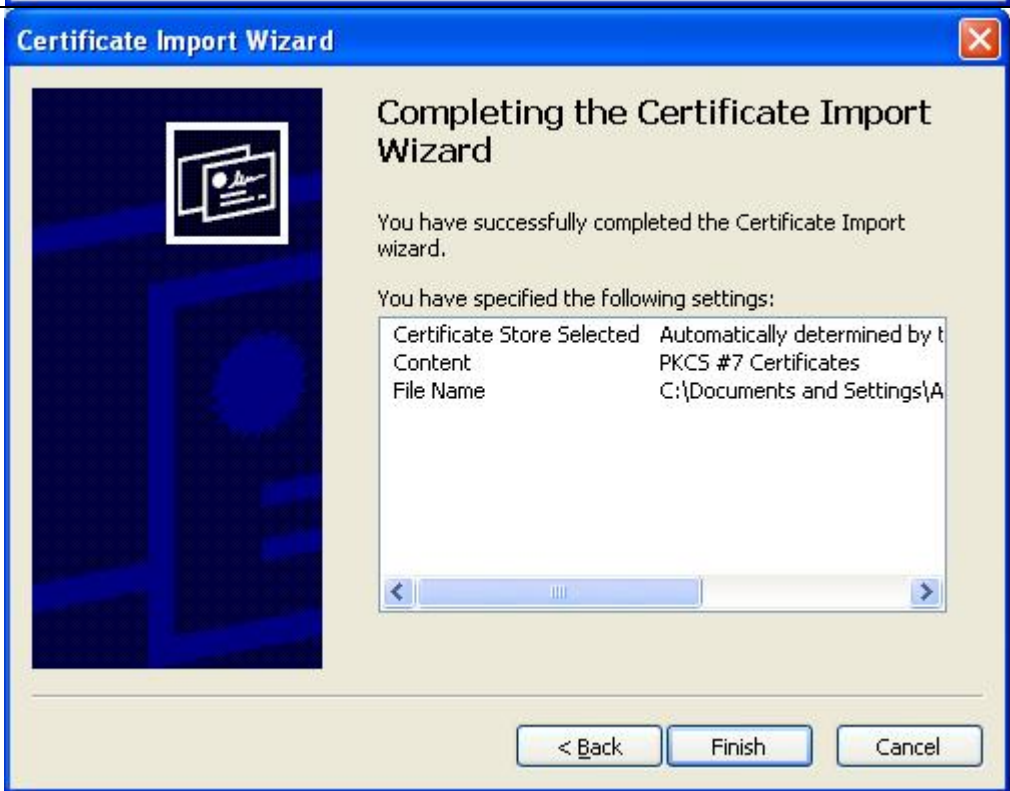 Certificate Import Wizard
Completing the Certificate Import
Wizard
You have successfully completed the Certificate Import
wizard.
You have specified the following settings:
Certificate Store Selected Automatically determined by t
Content PKCS #7 Certificates
File Name C:\Documents and Settings\A
< Back Finish Cancel